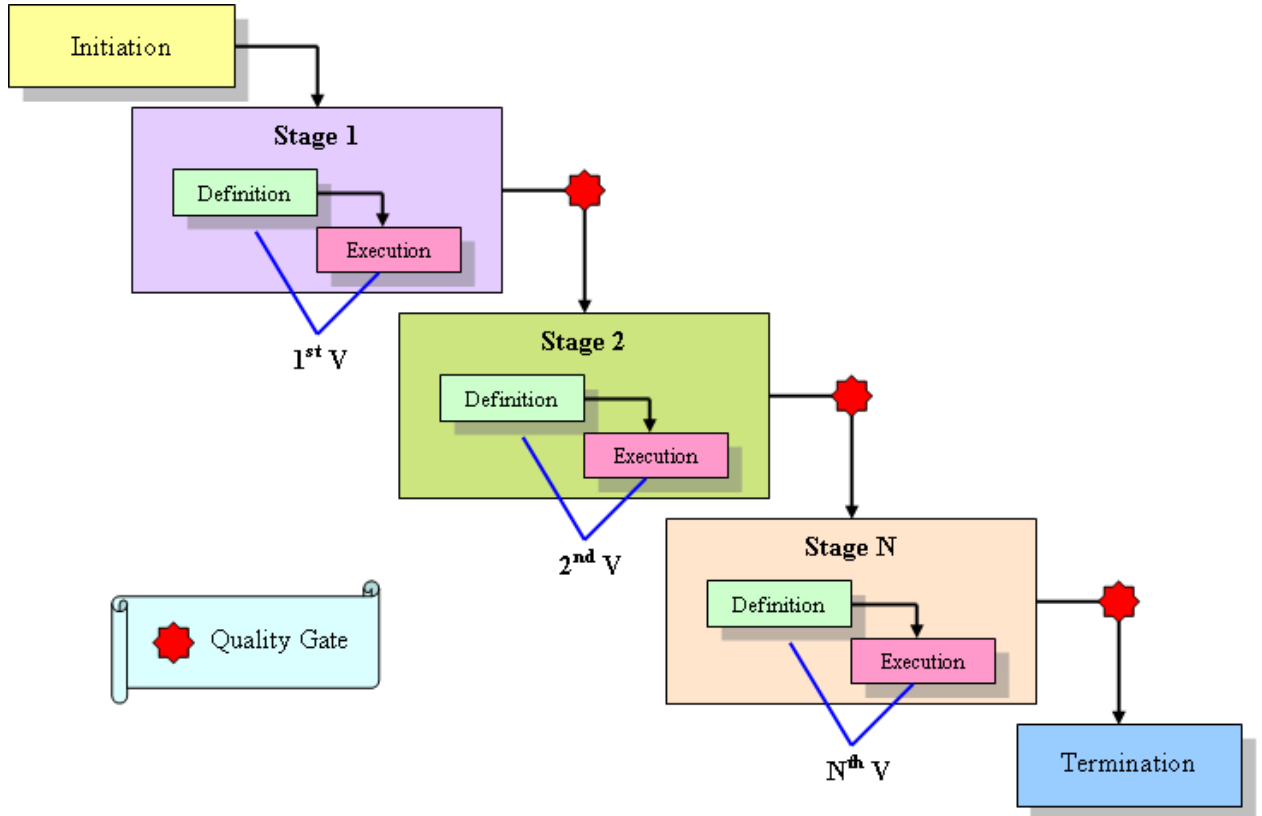 Initiation
Stage 1
Definition
Execution
1st V
Stage 2
Definition
Execution
2nd V
Stage N
Definition
Execution
Nth V
Quality Gate
Termination